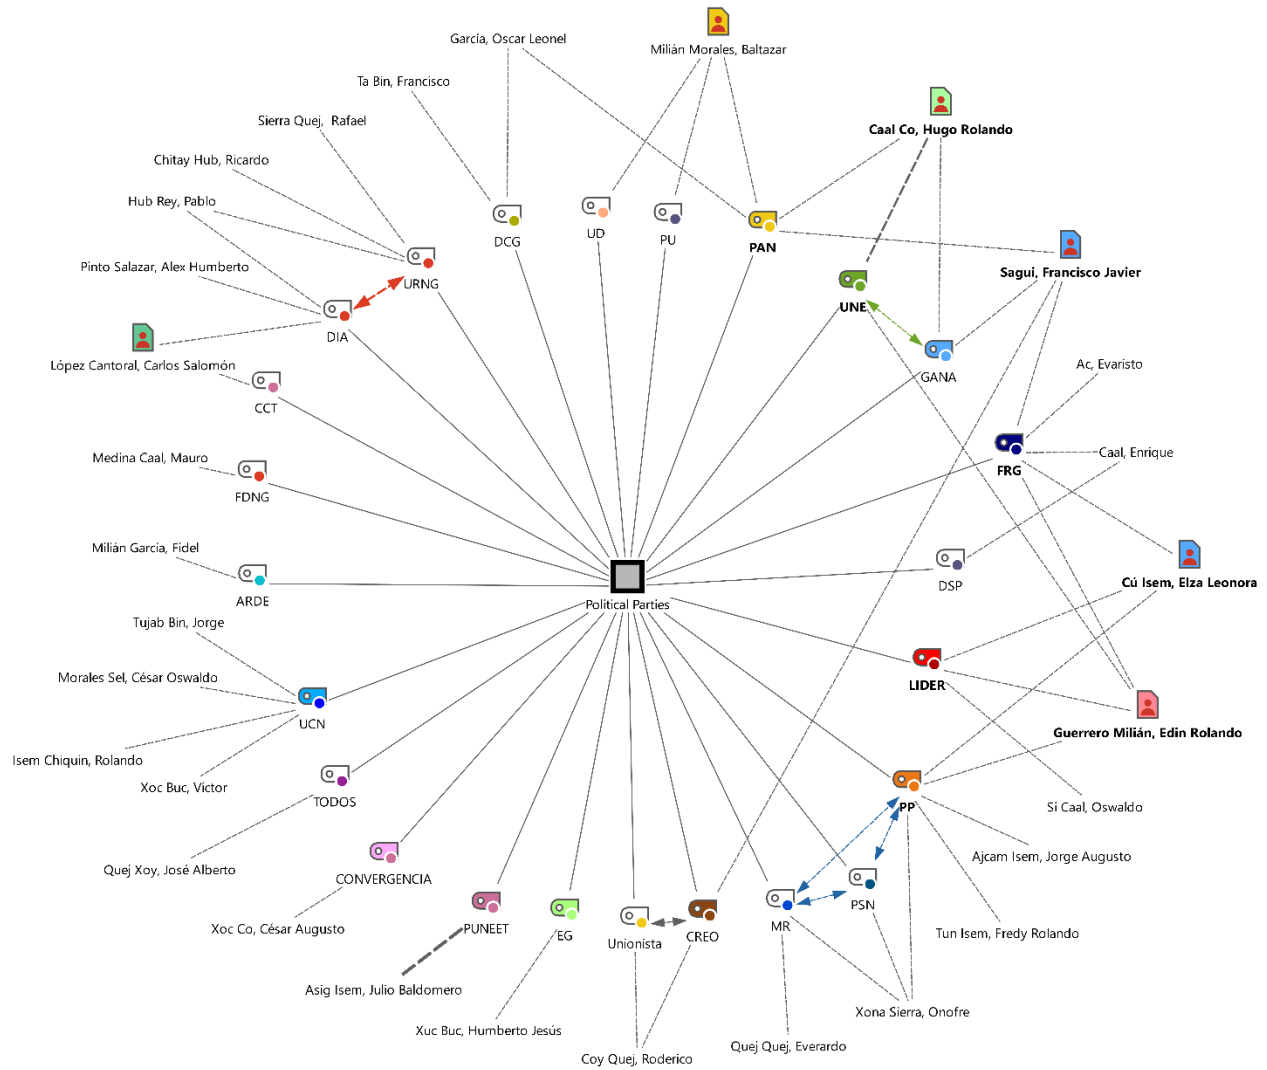 García, Oscar Leonel
Milián Morales, Baltazar
Ta Bin, Francisco
Sierra Quej,  Rafael
Caal Co, Hugo Rolando
Chitay Hub, Ricardo
Hub Rey, Pablo
DCG
UD
PU
PAN
Pinto Salazar, Alex Humberto
URNG
Sagui, Francisco Javier
UNE
DIA
López Cantoral, Carlos Salomón
GANA
Ac, Evaristo
CCT
Medina Caal, Mauro
Caal, Enrique
FDNG
FRG
Milián García, Fidel
ARDE
DSP
Cú Isem, Elza Leonora
Political Parties
Tujab Bin, Jorge
Morales Sel, César Oswaldo
LIDER
UCN
Guerrero Milián, Edin Rolando
Isem Chiquin, Rolando
Xoc Buc, Victor
TODOS
PP
Si Caal, Oswaldo
Quej Xoy, José Alberto
CONVERGENCIA
Ajcam Isem, Jorge Augusto
PSN
Xoc Co, César Augusto
PUNEET
EG
Unionista
CREO
MR
Tun Isem, Fredy Rolando
Asig Isem, Julio Baldomero
Xona Sierra, Onofre
Xuc Buc, Humberto Jesús
Coy Quej, Roderico
Quej Quej, Everardo